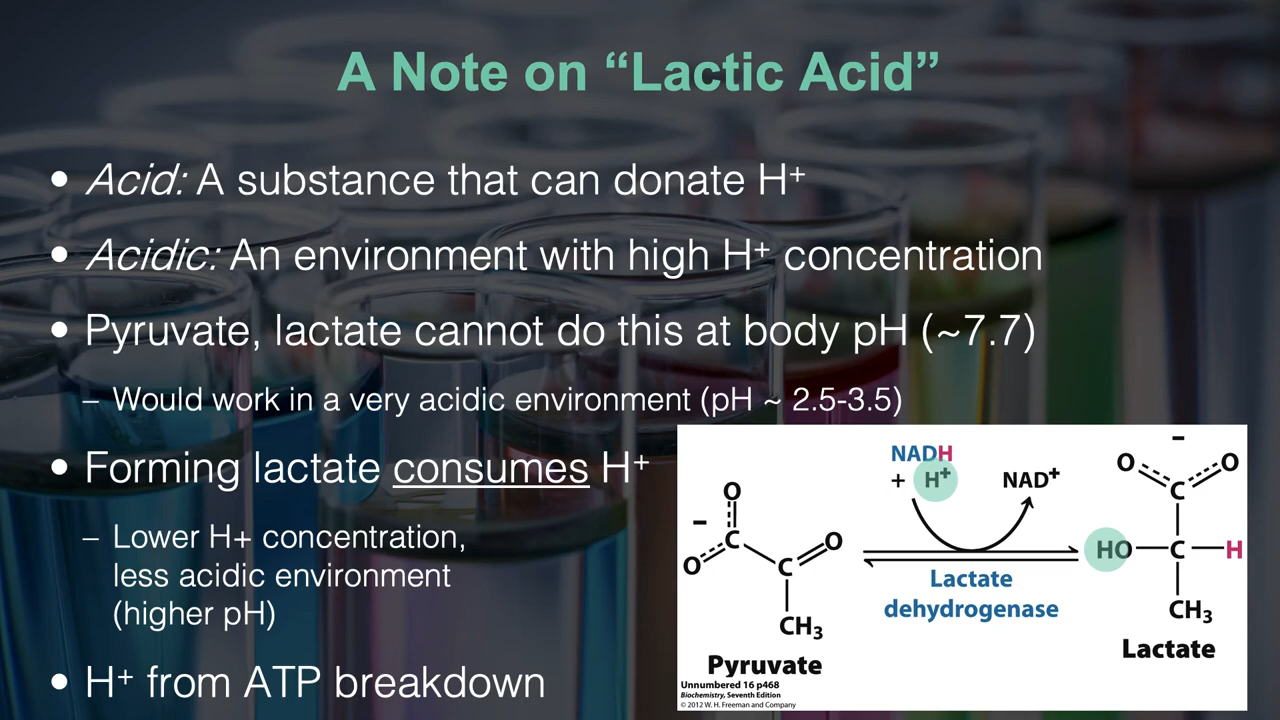 A Note on “Lactic Acid”
• Acid: A substance that can donate H⁺
• Acidic: An environment with high H⁺ concentration
• Pyruvate, lactate cannot do this at body pH (~7.7)
– Would work in a very acidic environment (pH ~ 2.5-3.5)
• Forming lactate consumes H⁺
– Lower H+ concentration,
less acidic environment
(higher pH)
• H⁺ from ATP breakdown
O
–
C
O
C
O
CH₃
Pyruvate
NADH
+ H⁺
NAD⁺
Lactate
dehydrogenase
–
O
O
C
HO
C
H
CH₃
Lactate
Unnumbered 16 p468
Biochemistry, Seventh Edition
© 2012 W. H. Freeman and Company